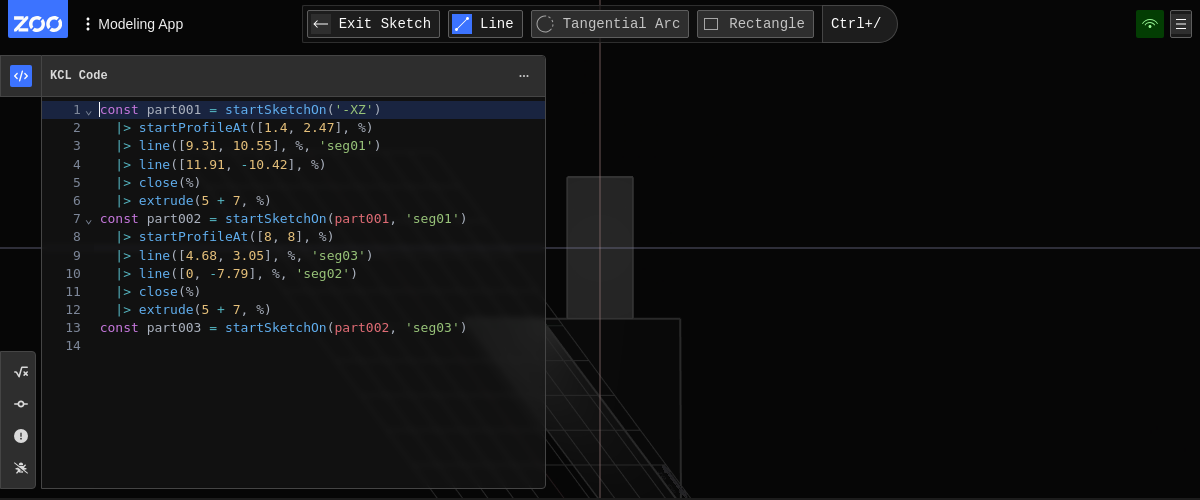 ZOO
Modeling App
Exit Sketch
Line
Tangential Arc
Rectangle
Ctrl+/
KCL Code
1 const part001 = startSketchOn('-XZ')
2 |> startProfileAt([1.4, 2.47], %)
3 |> line([9.31, 10.55], %, 'seg01')
4 |> line([11.91, -10.42], %)
5 |> close(%)
6 |> extrude(5 + 7, %)
7 const part002 = startSketchOn(part001, 'seg01')
8 |> startProfileAt([8, 8], %)
9 |> line([4.68, 3.05], %, 'seg03')
10 |> line([0, -7.79], %, 'seg02')
11 |> close(%)
12 |> extrude(5 + 7, %)
13 const part003 = startSketchOn(part002, 'seg03')
14